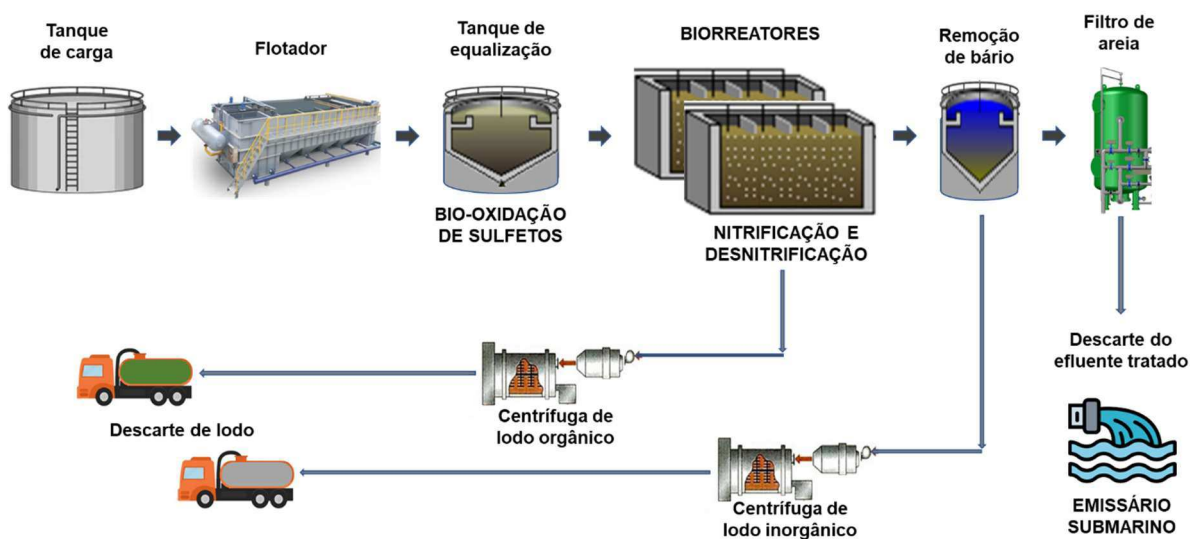 Tanque
de carga
Flotador
Tanque de
equalização
BIORREATORES
Remoção
de bário
Filtro de
areia
BIO-OXIDAÇÃO
DE SULFETOS
NITRIFICAÇÃO E
DESNITRIFICAÇÃO
Descarte do
efluente tratado
Centrífuga de
lodo orgânico
Descarte de lodo
Centrífuga de
lodo inorgânico
EMISSÁRIO
SUBMARINO